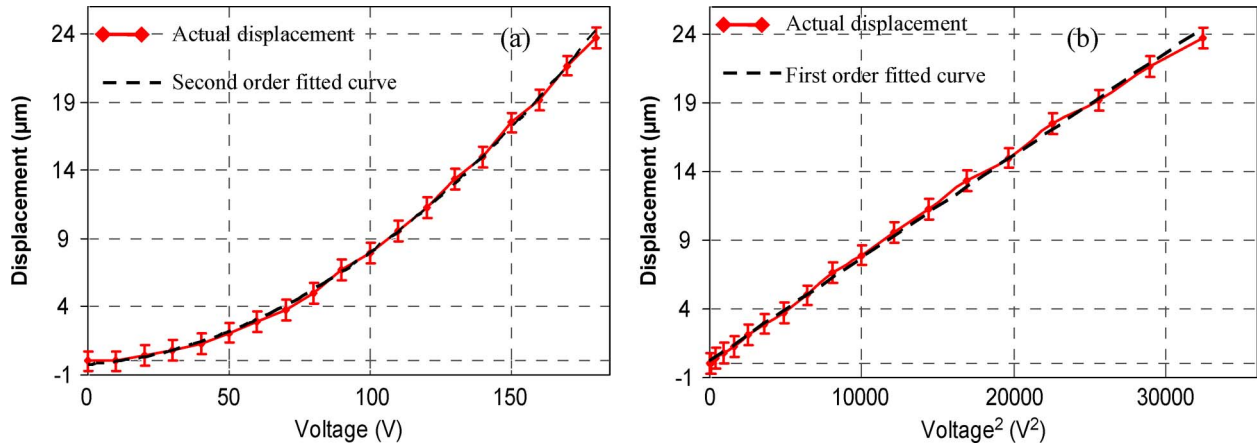 Actual displacement
(a)
Second order fitted curve
Displacement (μm)
24
19
14
9
4
-1
0
50
100
150
Voltage (V)
Actual displacement
(b)
First order fitted curve
Displacement (μm)
24
19
14
9
4
-1
0
10000
20000
30000
Voltage² (V²)